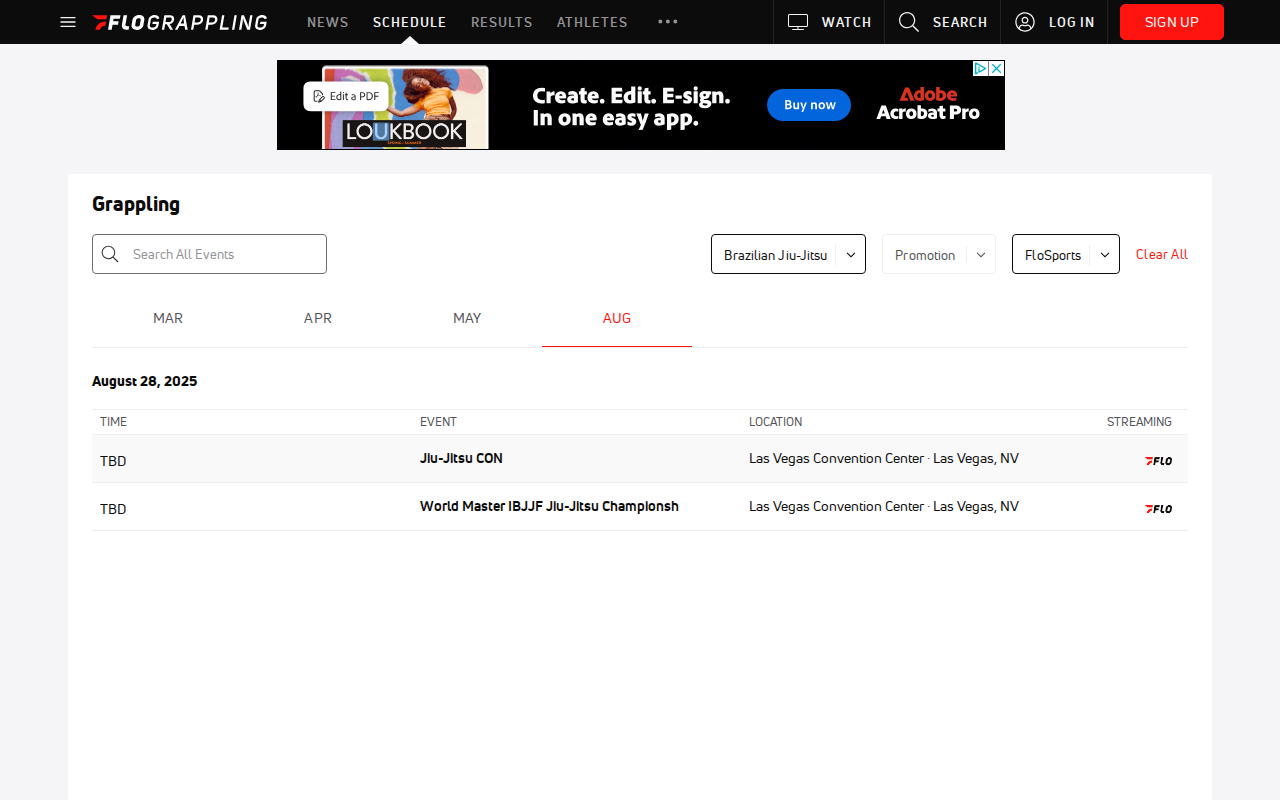 FLOGRAPPLING NEWS SCHEDULE RESULTS ATHLETES ••• WATCH SEARCH LOG IN SIGN UP
Edit a PDF
LOUKBOOK
SPRING / SUMMER
Create. Edit. E-sign.
In one easy app.
Buy now
Adobe
Acrobat Pro
Grappling
Search All Events Brazilian Jiu-Jitsu Promotion FloSports Clear All
MAR APR MAY AUG
August 28, 2025
TIME EVENT LOCATION STREAMING
TBD Jiu-Jitsu CON Las Vegas Convention Center · Las Vegas, NV FLO
TBD World Master IBJJF Jiu-Jitsu Championsh Las Vegas Convention Center · Las Vegas, NV FLO